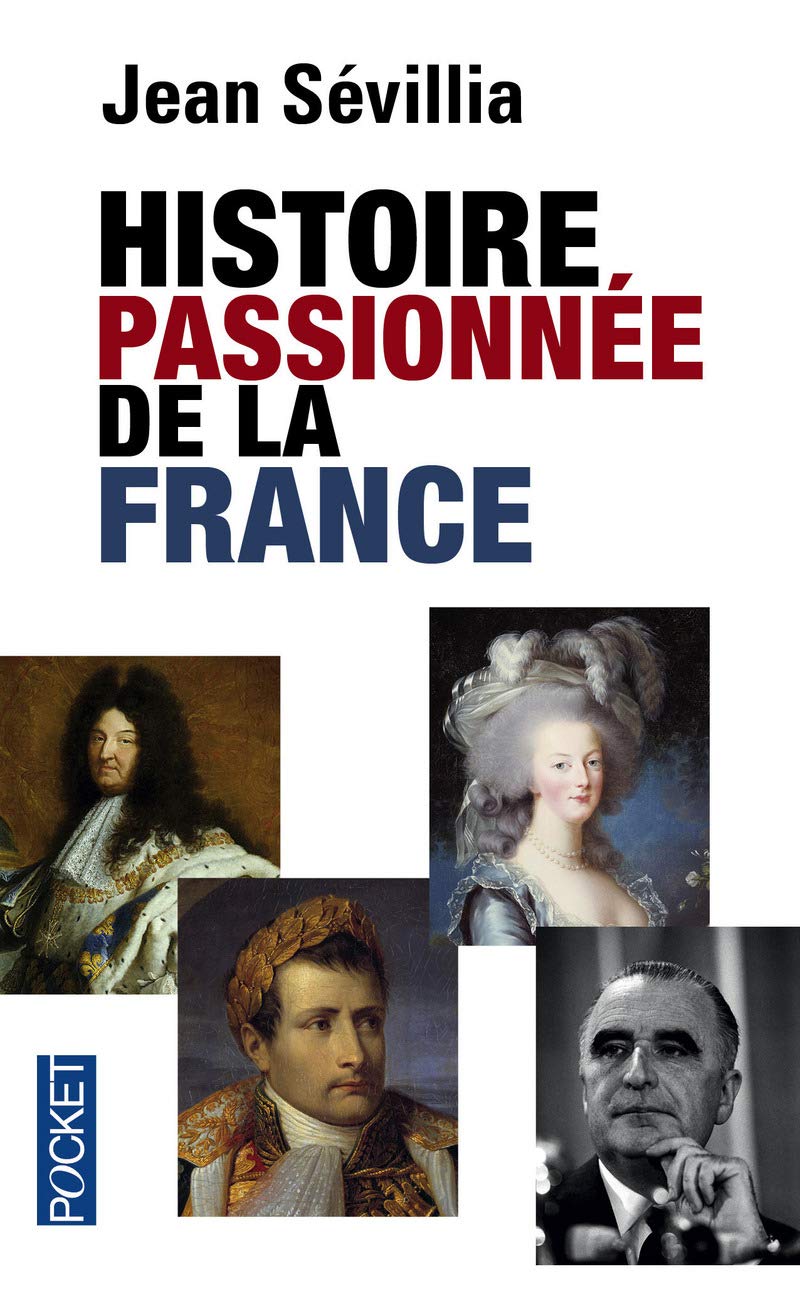 Jean Sévillia
HISTOIRE
PASSIONNÉE
DE LA
FRANCE
POCKET